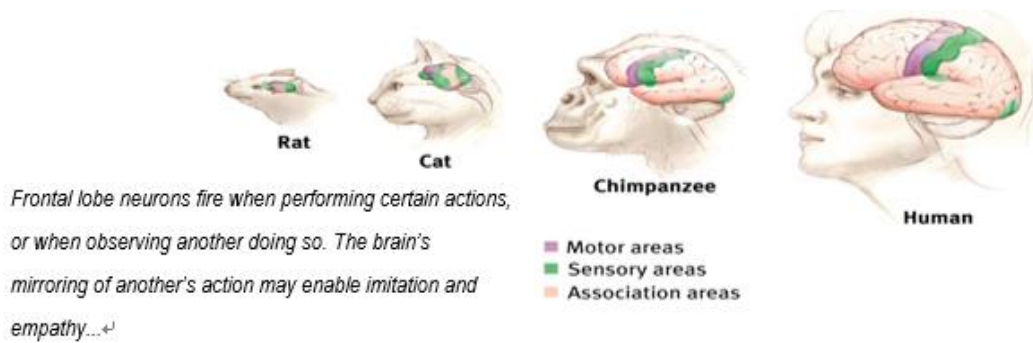 Rat
Cat
Chimpanzee
Human
Frontal lobe neurons fire when performing certain actions,
or when observing another doing so. The brain's
mirroring of another's action may enable imitation and
empathy...↵
Motor areas
Sensory areas
Association areas